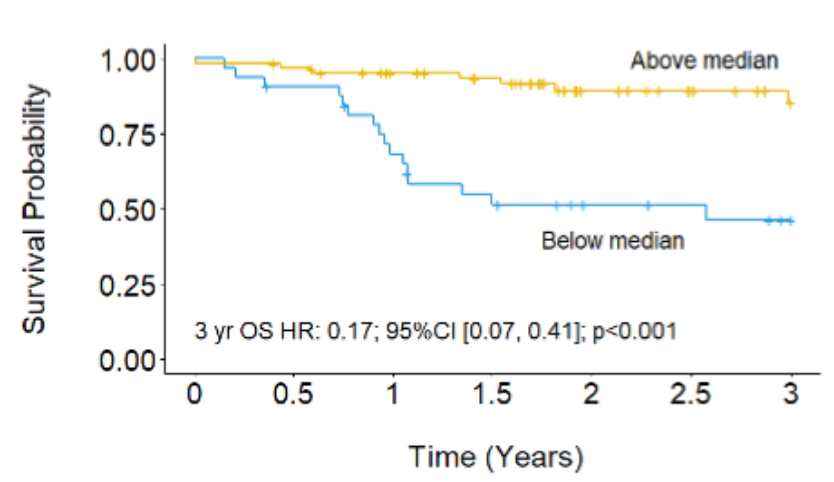 Survival Probability
1.00
0.75
0.50
0.25
0.00
Above median
Below median
3 yr OS HR: 0.17; 95%CI [0.07, 0.41]; p<0.001
0 0.5 1 1.5 2 2.5 3
Time (Years)